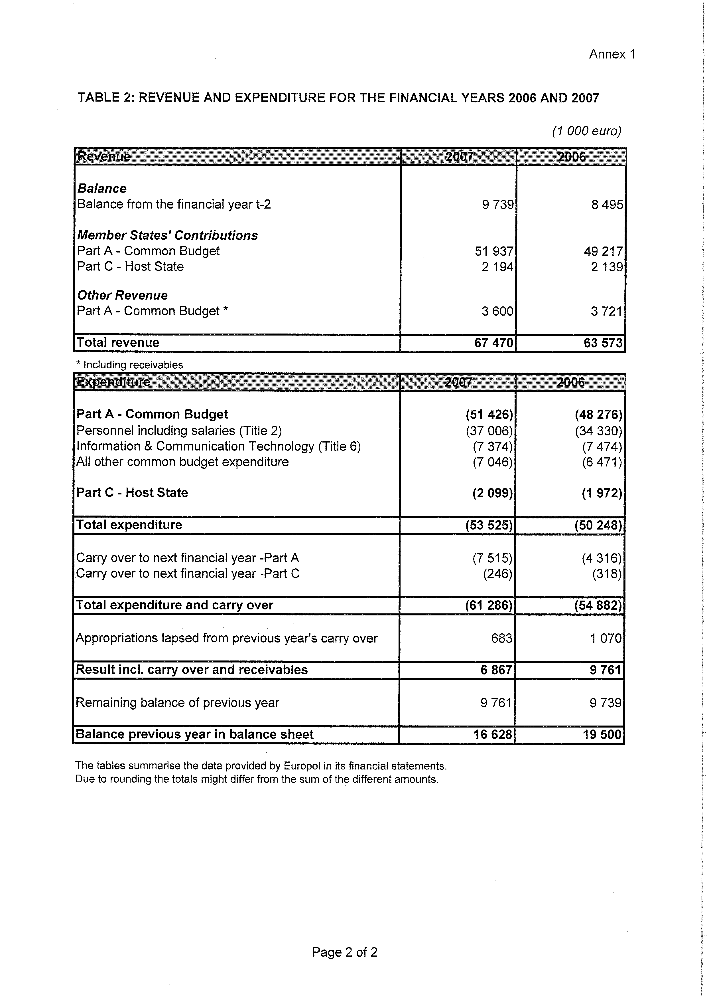 Annex 1
TABLE 2: REVENUE AND EXPENDITURE FOR THE FINANCIAL YEARS 2006 AND 2007
(1 000 euro)
Revenue 2007 2006
Balance
Balance from the financial year t-2 9 739 8 495
Member States' Contributions
Part A - Common Budget 51 937 49 217
Part C - Host State 2 194 2 139
Other Revenue
Part A - Common Budget * 3 600 3 721
Total revenue 67 470 63 573
* Including receivables
Expenditure 2007 2006
Part A - Common Budget (51 426) (48 276)
Personnel including salaries (Title 2) (37 006) (34 330)
Information & Communication Technology (Title 6) (7 374) (7 474)
All other common budget expenditure (7 046) (6 471)
Part C - Host State (2 099) (1 972)
Total expenditure (53 525) (50 248)
Carry over to next financial year -Part A (7 515) (4 316)
Carry over to next financial year -Part C (246) (318)
Total expenditure and carry over (61 286) (54 882)
Appropriations lapsed from previous year's carry over 683 1 070
Result incl. carry over and receivables 6 867 9 761
Remaining balance of previous year 9 761 9 739
Balance previous year in balance sheet 16 628 19 500
The tables summarise the data provided by Europol in its financial statements.
Due to rounding the totals might differ from the sum of the different amounts.
Page 2 of 2